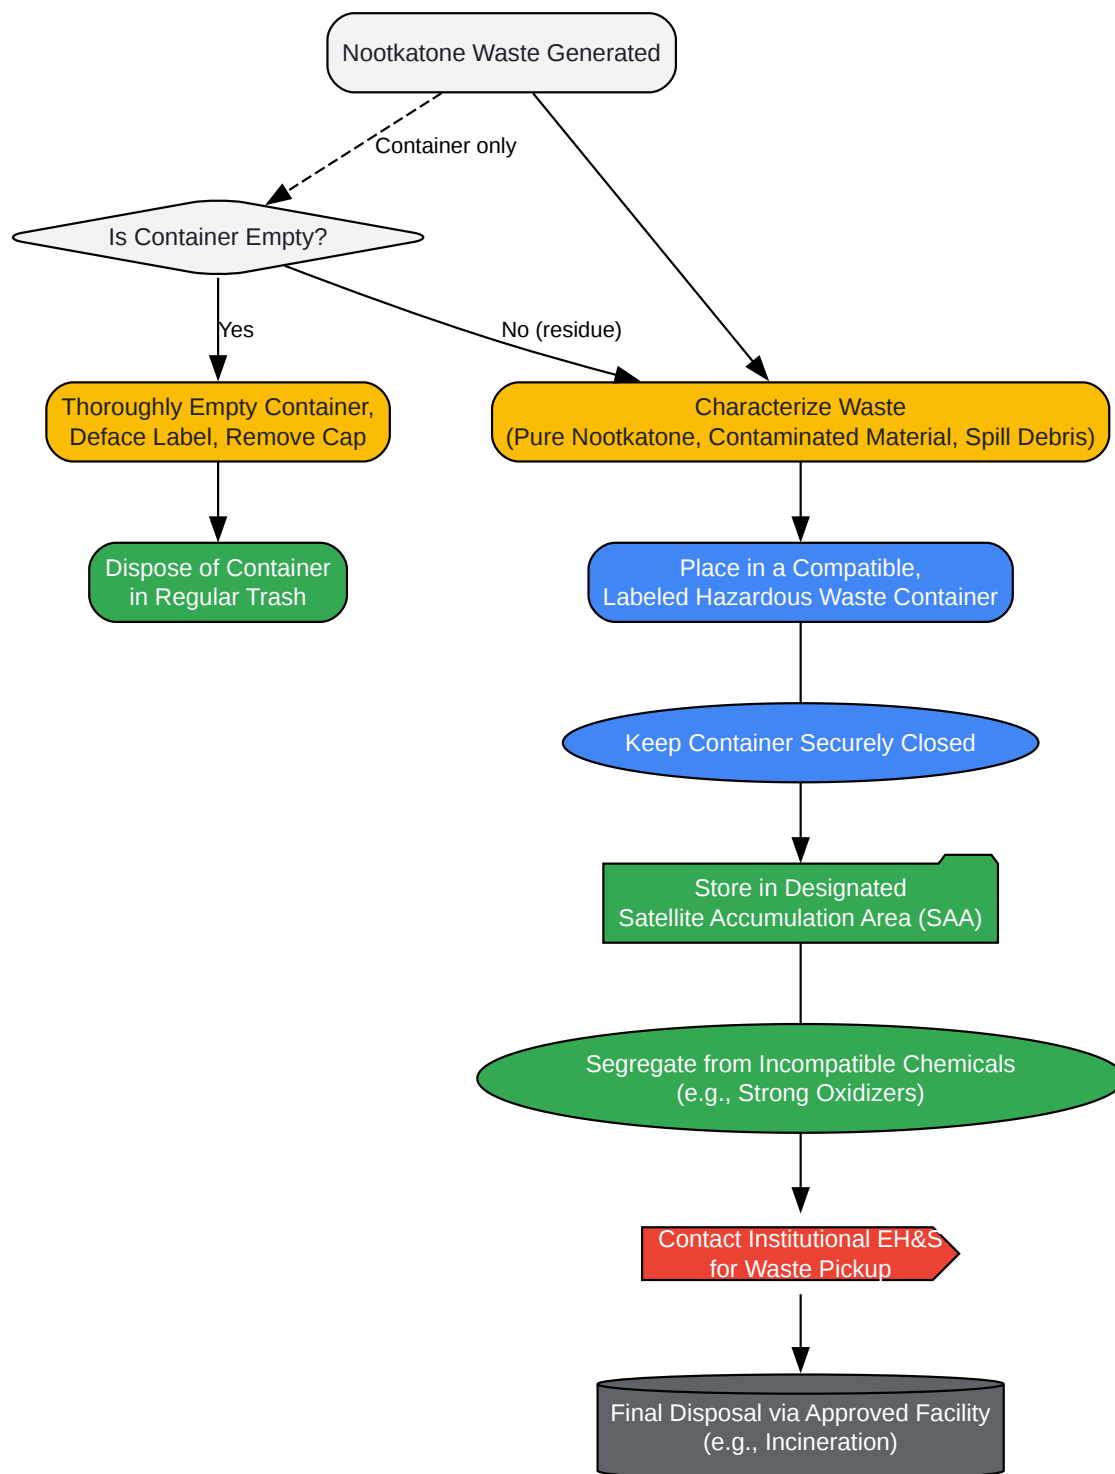 Nootkatone Waste Generated
Container only
Is Container Empty?
Yes
No (residue)
Thoroughly Empty Container,
Deface Label, Remove Cap
Characterize Waste
(Pure Nootkatone, Contaminated Material, Spill Debris)
Dispose of Container
in Regular Trash
Place in a Compatible,
Labeled Hazardous Waste Container
Keep Container Securely Closed
Store in Designated
Satellite Accumulation Area (SAA)
Segregate from Incompatible Chemicals
(e.g., Strong Oxidizers)
Contact Institutional EH&S
for Waste Pickup
Final Disposal via Approved Facility
(e.g., Incineration)